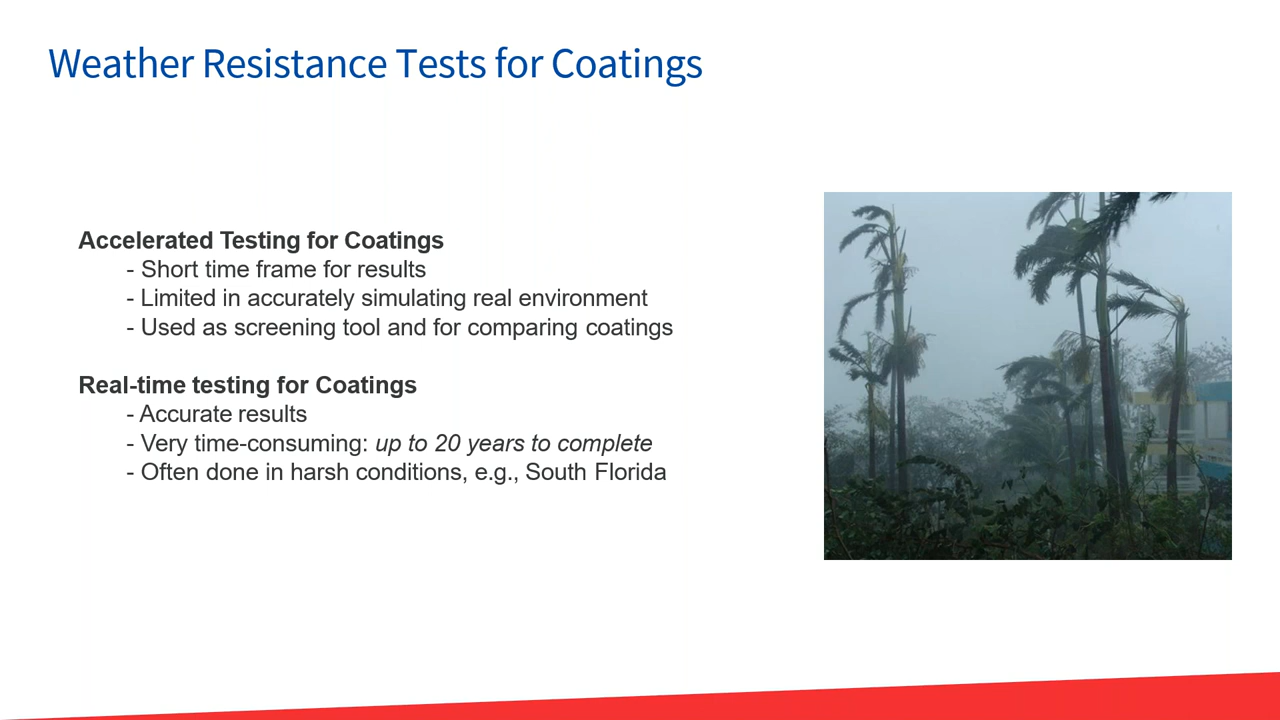 Weather Resistance Tests for Coatings
Accelerated Testing for Coatings
- Short time frame for results
- Limited in accurately simulating real environment
- Used as screening tool and for comparing coatings
Real-time testing for Coatings
- Accurate results
- Very time-consuming: up to 20 years to complete
- Often done in harsh conditions, e.g., South Florida